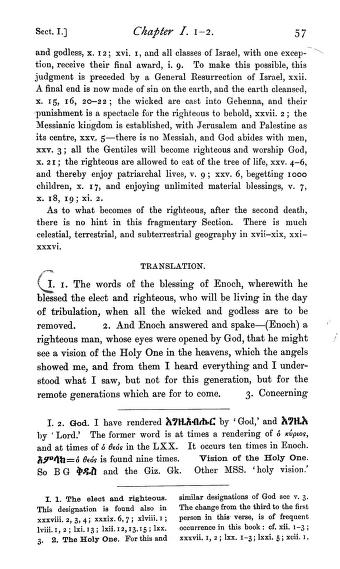 Sect. I.] Chapter I. 1-2. 57
and godless, x. 12; xvi. 1, and all classes of Israel, with one excep-
tion, receive their final award, i. 9. To make this possible, this
judgment is preceded by a General Resurrection of Israel, xxii.
A final end is now made of sin on the earth, and the earth cleansed,
x. 15, 16, 20-22; the wicked are cast into Gehenna, and their
punishment is a spectacle for the righteous to behold, xxvii. 2; the
Messianic kingdom is established, with Jerusalem and Palestine as
its centre, xxv. 5—there is no Messiah, and God abides with men,
xxv. 3; all the Gentiles will become righteous and worship God,
x. 21; the righteous are allowed to eat of the tree of life, xxv. 4-6,
and thereby enjoy patriarchal lives, v. 9; xxv. 6, begetting 1000
children, x. 17, and enjoying unlimited material blessings, v. 7,
x. 18, 19; xi. 2.
As to what becomes of the righteous, after the second death,
there is no hint in this fragmentary Section. There is much
celestial, terrestrial, and subterrestrial geography in xvii-xix, xxi-
xxxvi.
TRANSLATION.
I. 1. The words of the blessing of Enoch, wherewith he
blessed the elect and righteous, who will be living in the day
of tribulation, when all the wicked and godless are to be
removed. 2. And Enoch answered and spake—(Enoch) a
righteous man, whose eyes were opened by God, that he might
see a vision of the Holy One in the heavens, which the angels
showed me, and from them I heard everything and I under-
stood what I saw, but not for this generation, but for the
remote generations which are for to come. 3. Concerning
I. 2. God. I have rendered እግዚአብሔር by 'God,' and እግዚእ
by 'Lord.' The former word is at times a rendering of ὁ κύριος,
and at times of ὁ θεός in the LXX. It occurs ten times in Enoch.
አምላክ=ὁ θεός is found nine times. Vision of the Holy One.
So B G ቅዱስ and the Giz. Gk. Other MSS. 'holy vision.'
I. 1. The elect and righteous.
This designation is found also in
xxxviii. 2, 3, 4; xxxix. 6, 7; xlviii. 1;
lviii. 1, 2; lxi. 13; lxii. 12, 13, 15; lxx.
3. 2. The Holy One. For this and
similar designations of God see v. 3.
The change from the third to the first
person in this verse, is of frequent
occurrence in this book: cf. xii. 1-3;
xxxvii. 1, 2; lxx. 1-3; lxxi. 5; xcii. 1.